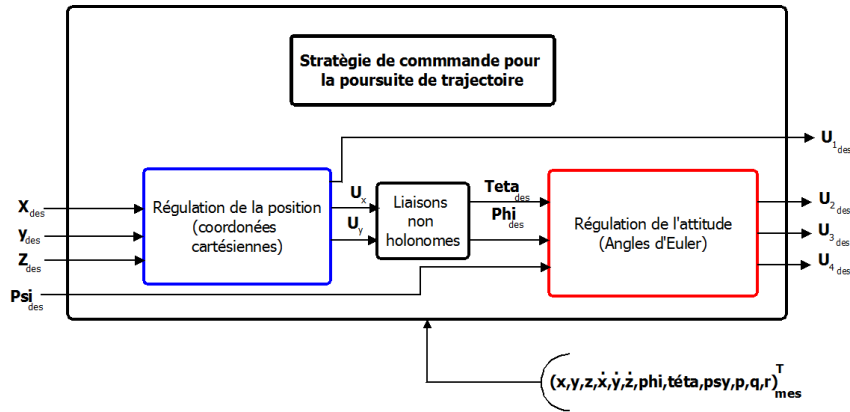 Stratègie de commmande pour
la poursuite de trajectoire
U1des
Régulation de la position
(coordonées
cartésiennes)
Xdes
ydes
Zdes
Psides
Ux
Uy
Liaisons
non
holonomes
Tetades
Phides
Régulation de l'attitude
(Angles d'Euler)
U2des
U3des
U4des
(x,y,z,ẋ,ẏ,ż,phi,téta,psy,p,q,r)Tmes